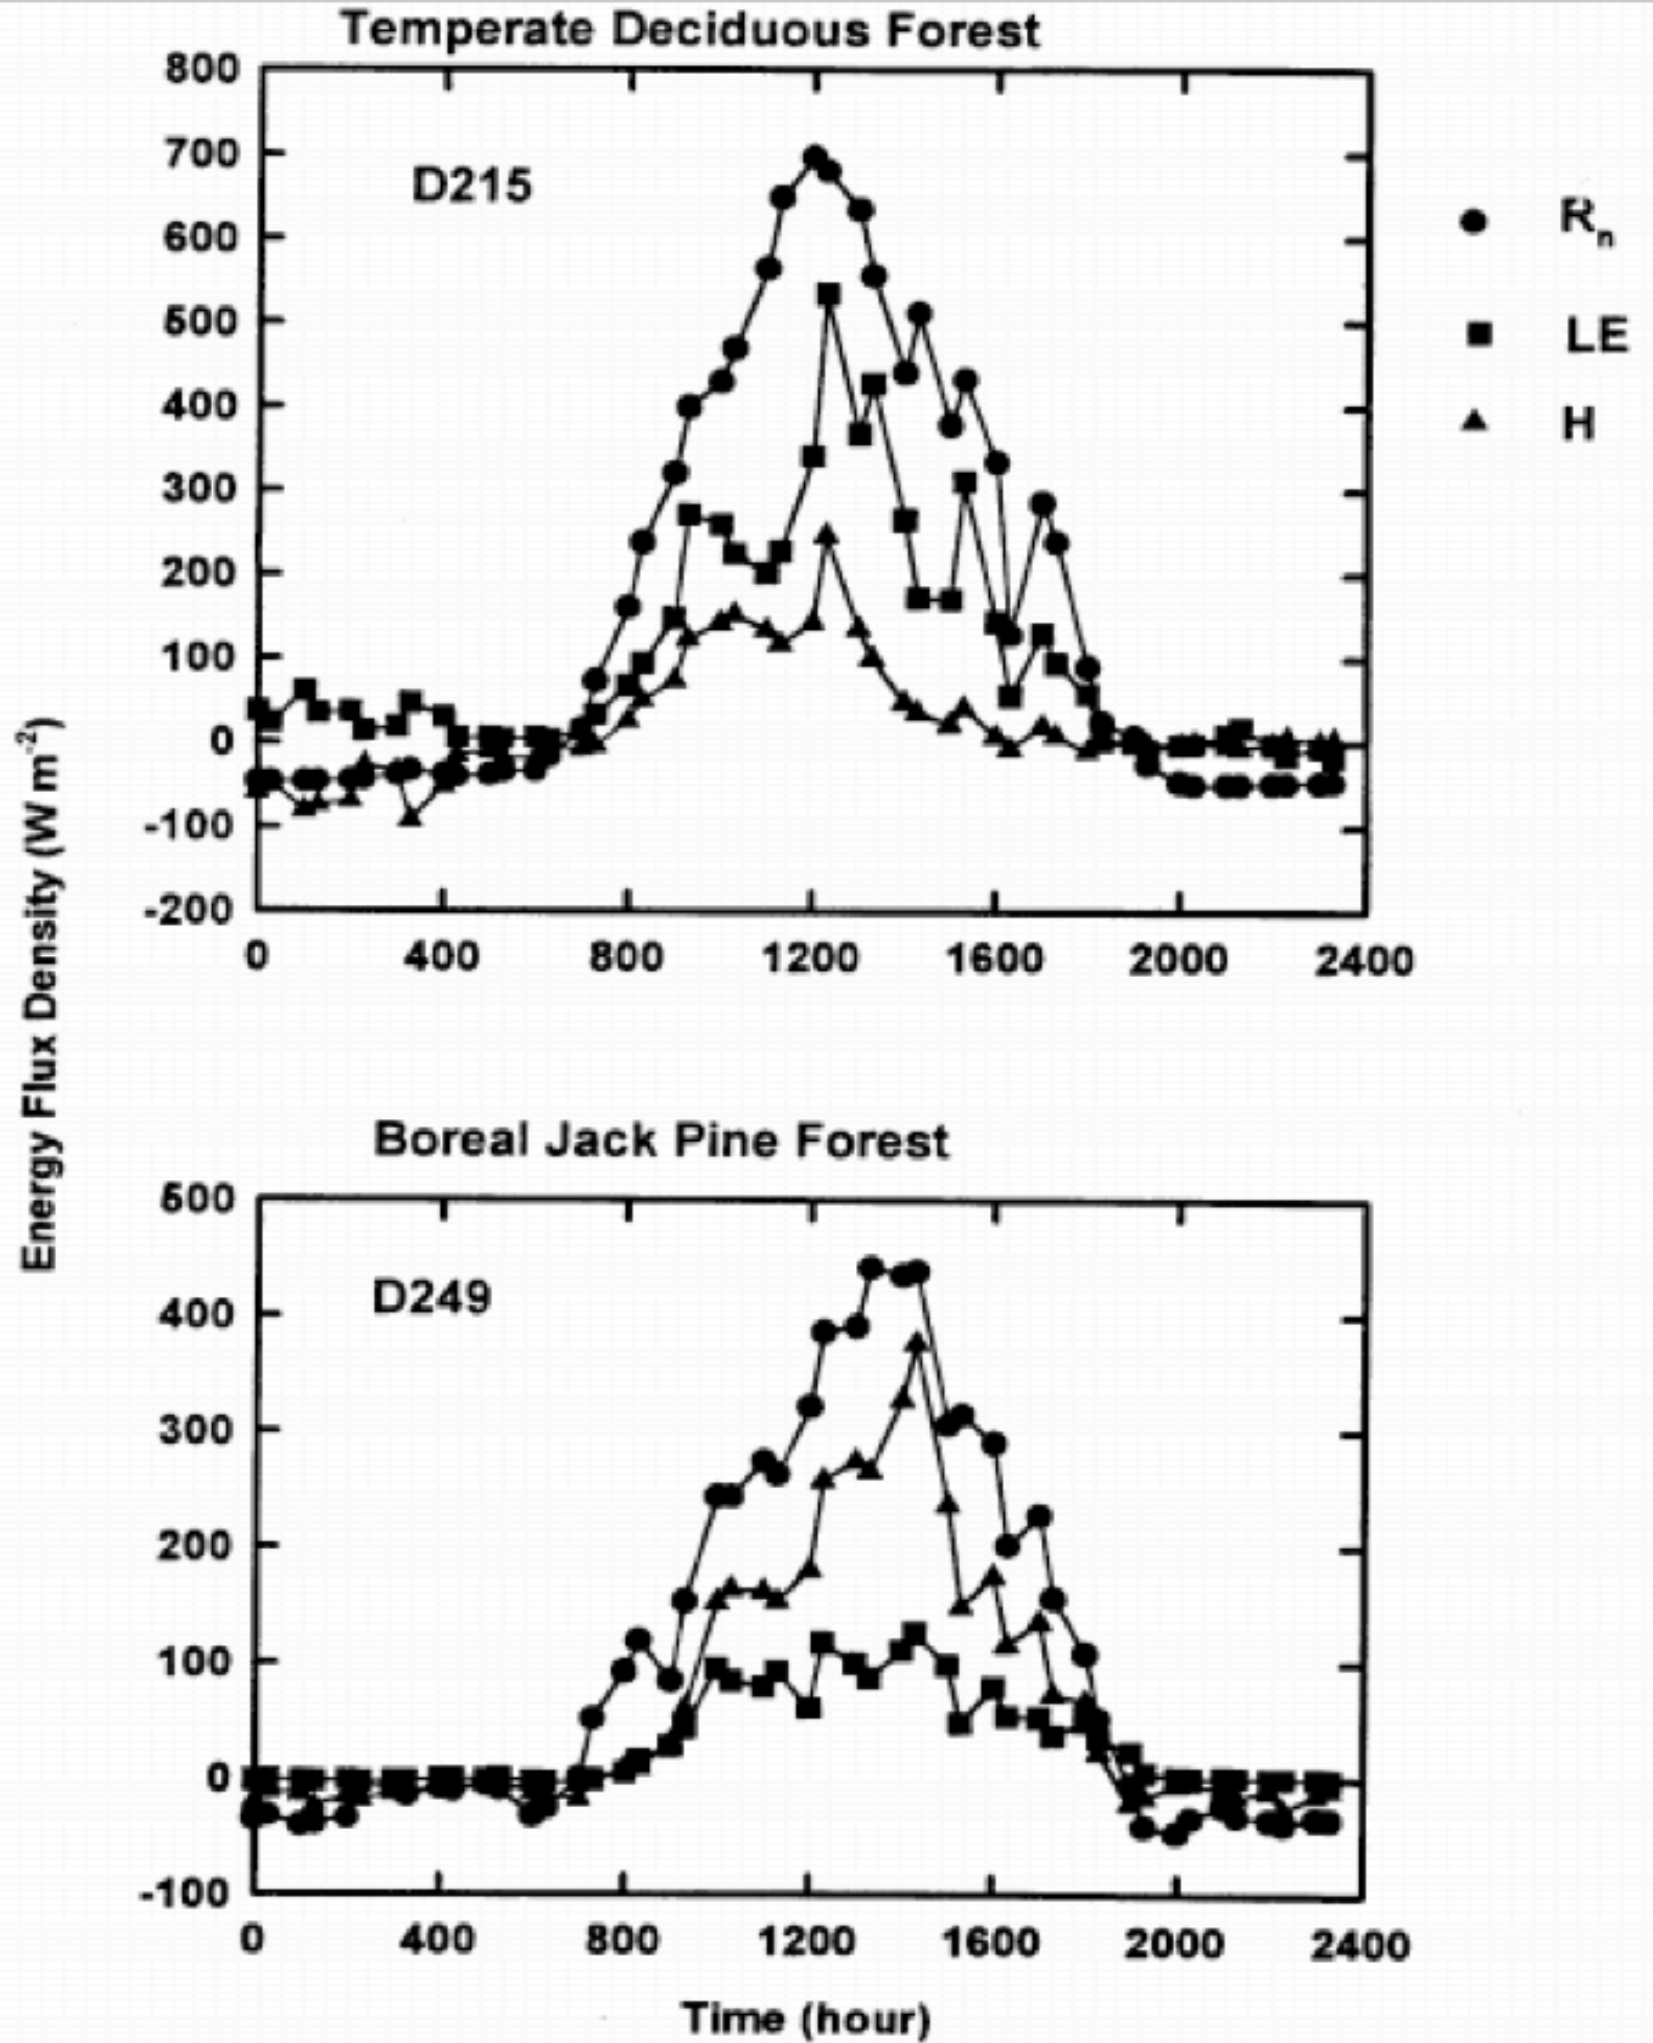 Temperate Deciduous Forest
800
700
600
500
400
300
200
100
0
-100
-200
D215
0 400 800 1200 1600 2000 2400
Rn
LE
H
Energy Flux Density (W m-2)
Boreal Jack Pine Forest
500
400
300
200
100
0
-100
D249
0 400 800 1200 1600 2000 2400
Time (hour)